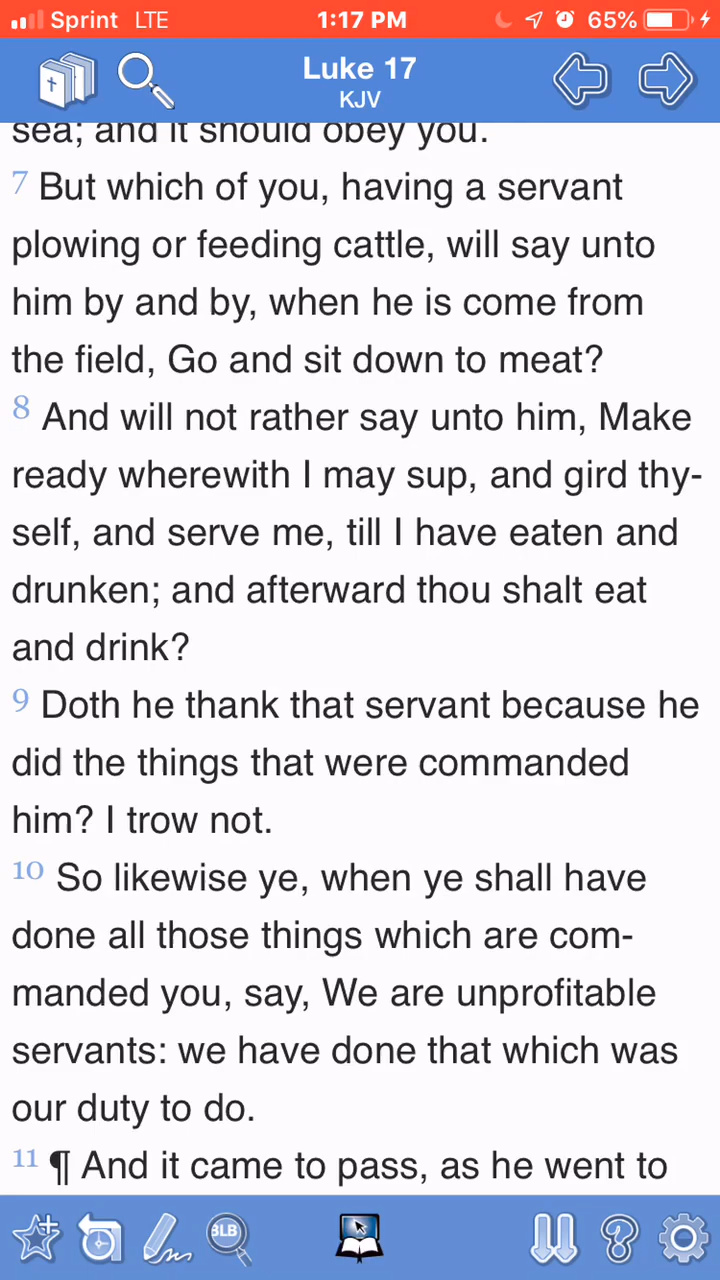 Sprint LTE 1:17 PM 65%
Luke 17
KJV
sea; and it should obey you.
7 But which of you, having a servant
plowing or feeding cattle, will say unto
him by and by, when he is come from
the field, Go and sit down to meat?
8 And will not rather say unto him, Make
ready wherewith I may sup, and gird thy-
self, and serve me, till I have eaten and
drunken; and afterward thou shalt eat
and drink?
9 Doth he thank that servant because he
did the things that were commanded
him? I trow not.
10 So likewise ye, when ye shall have
done all those things which are com-
manded you, say, We are unprofitable
servants: we have done that which was
our duty to do.
11 ¶ And it came to pass, as he went to
BLB